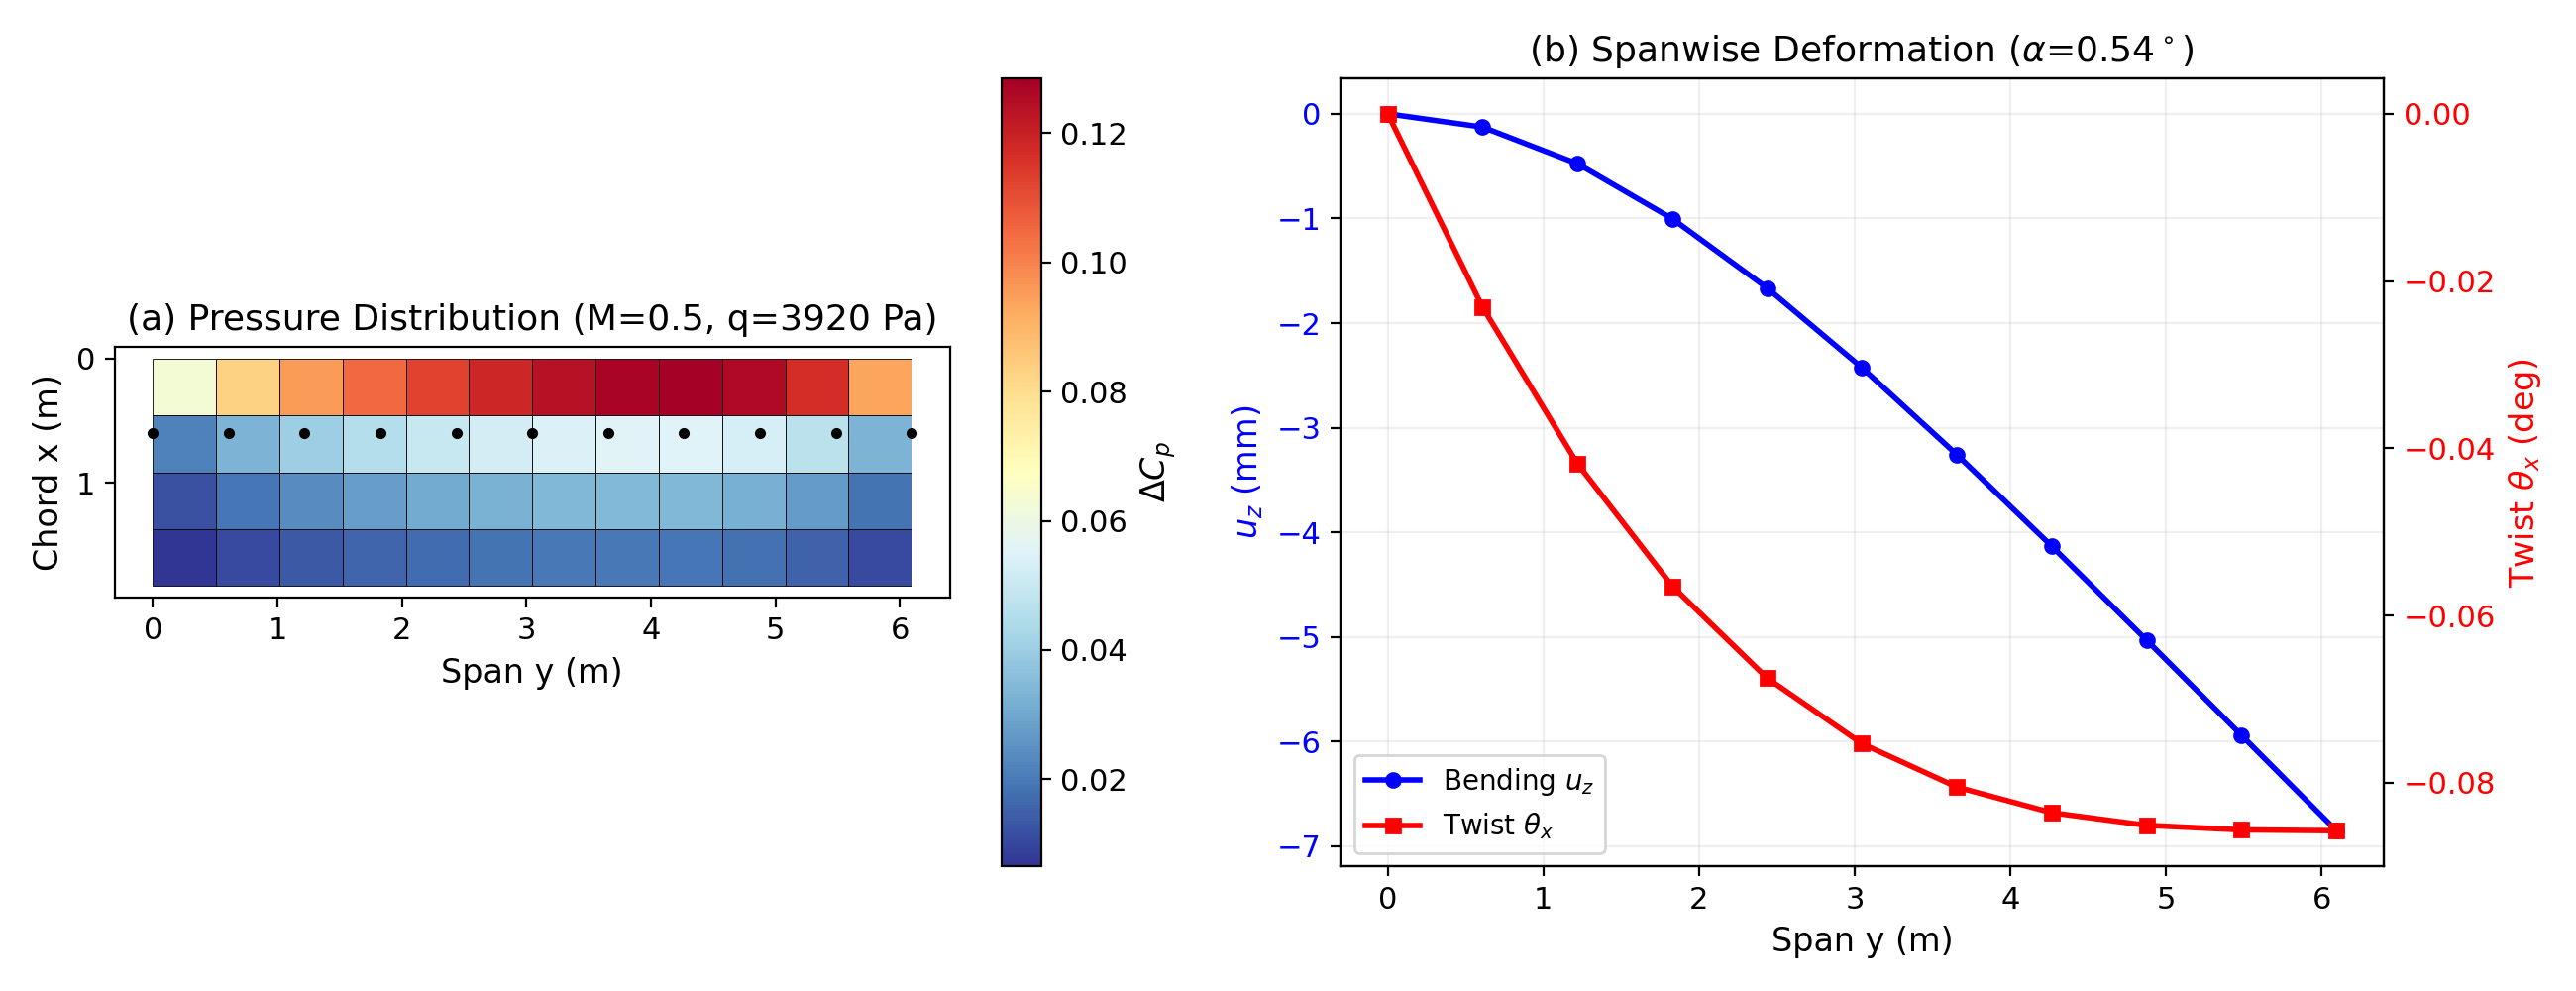 (a) Pressure Distribution (M=0.5, q=3920 Pa)
Chord x (m)
0
1
0 1 2 3 4 5 6
Span y (m)
0.12
0.10
0.08
0.06
0.04
0.02
ΔC_p
(b) Spanwise Deformation (α=0.54°)
u_z (mm)
0
−1
−2
−3
−4
−5
−6
−7
Bending u_z
Twist θ_x
0 1 2 3 4 5 6
Span y (m)
0.00
−0.02
−0.04
−0.06
−0.08
Twist θ_x (deg)